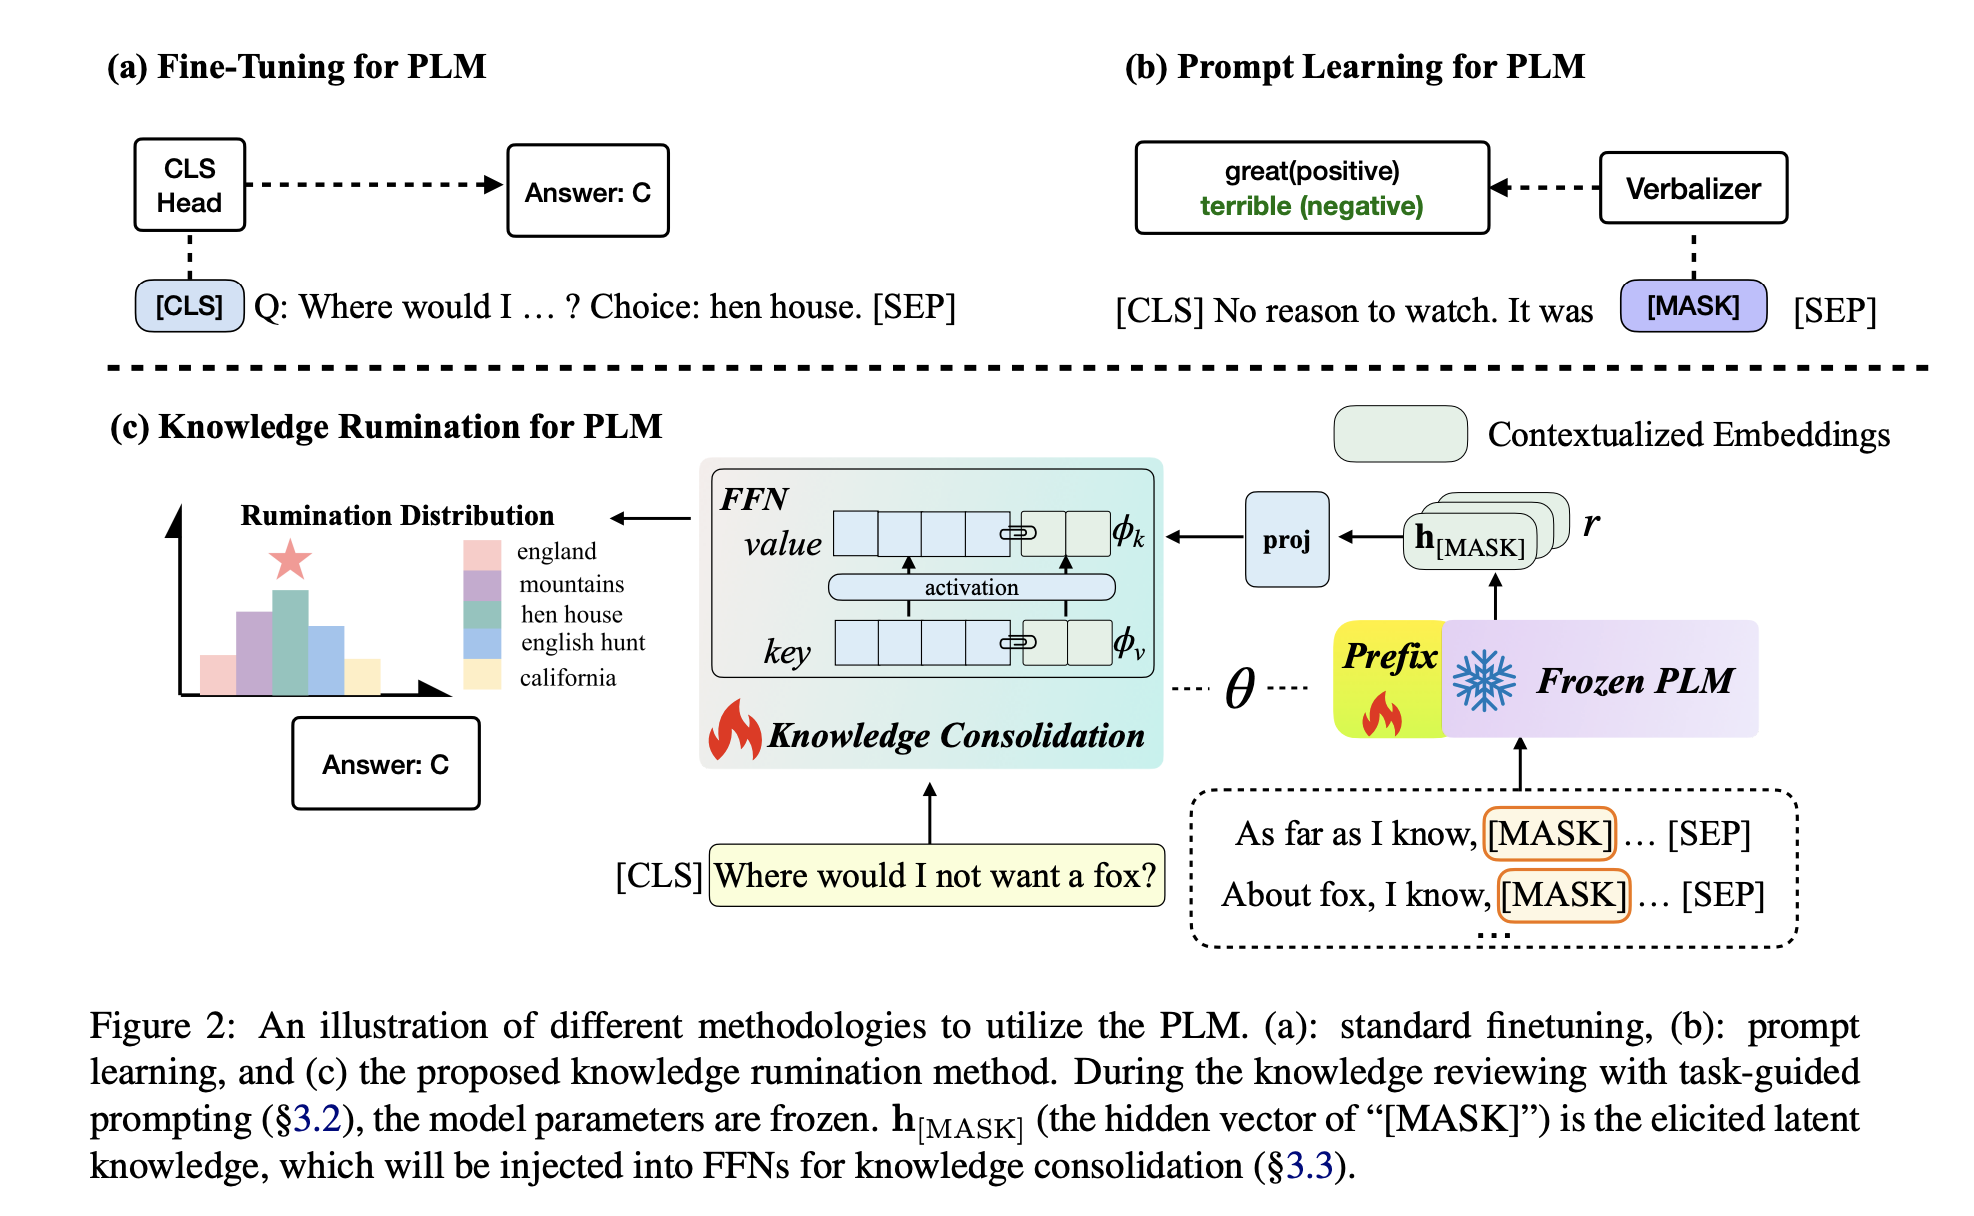 (a) Fine-Tuning for PLM
CLS
Head
Answer: C
[CLS] Q: Where would I … ? Choice: hen house. [SEP]
(b) Prompt Learning for PLM
great(positive)
terrible (negative)
Verbalizer
[CLS] No reason to watch. It was [MASK] [SEP]
(c) Knowledge Rumination for PLM
Contextualized Embeddings
Rumination Distribution
england
mountains
hen house
english hunt
california
Answer: C
FFN
value ϕk
activation
key ϕv
Knowledge Consolidation
proj
h[MASK] r
θ
Prefix
Frozen PLM
[CLS] Where would I not want a fox?
As far as I know, [MASK] … [SEP]
About fox, I know, [MASK] … [SEP]
...
Figure 2: An illustration of different methodologies to utilize the PLM. (a): standard finetuning, (b): prompt
learning, and (c) the proposed knowledge rumination method. During the knowledge reviewing with task-guided
prompting (§3.2), the model parameters are frozen. h[MASK] (the hidden vector of “[MASK]”) is the elicited latent
knowledge, which will be injected into FFNs for knowledge consolidation (§3.3).